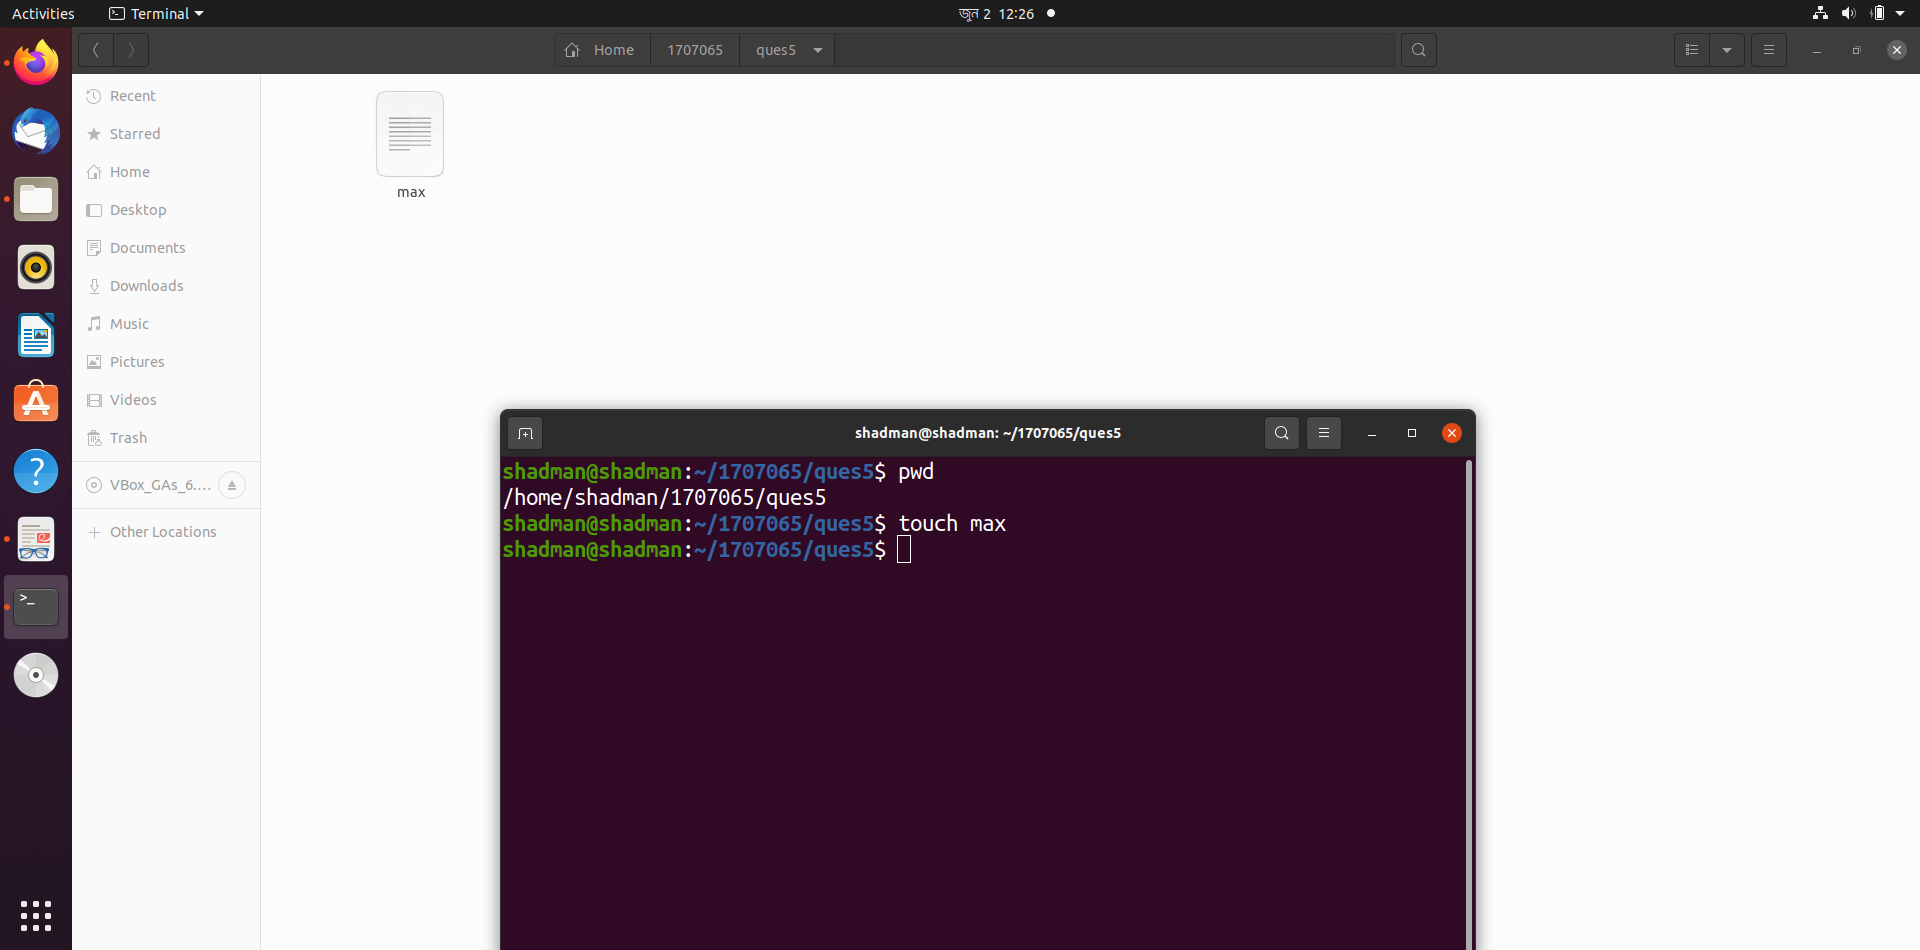 Activities
Terminal
জুন 2 12:26
Home
1707065
ques5
Recent
Starred
Home
Desktop
Documents
Downloads
Music
Pictures
Videos
Trash
VBox_GAs_6....
Other Locations
max
shadman@shadman: ~/1707065/ques5
shadman@shadman:~/1707065/ques5$ pwd
/home/shadman/1707065/ques5
shadman@shadman:~/1707065/ques5$ touch max
shadman@shadman:~/1707065/ques5$